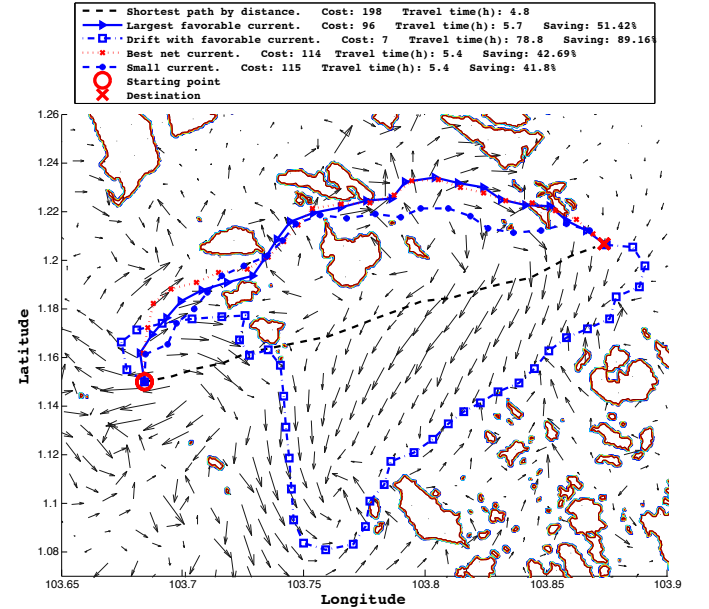 Shortest path by distance. Cost: 198 Travel time(h): 4.8
Largest favorable current. Cost: 96 Travel time(h): 5.7 Saving: 51.42%
Drift with favorable current. Cost: 7 Travel time(h): 78.8 Saving: 89.16%
Best net current. Cost: 114 Travel time(h): 5.4 Saving: 42.69%
Small current. Cost: 115 Travel time(h): 5.4 Saving: 41.8%
Starting point
Destination
1.26
1.24
1.22
1.2
1.18
1.16
1.14
1.12
1.1
1.08
Latitude
103.65 103.7 103.75 103.8 103.85 103.9
Longitude